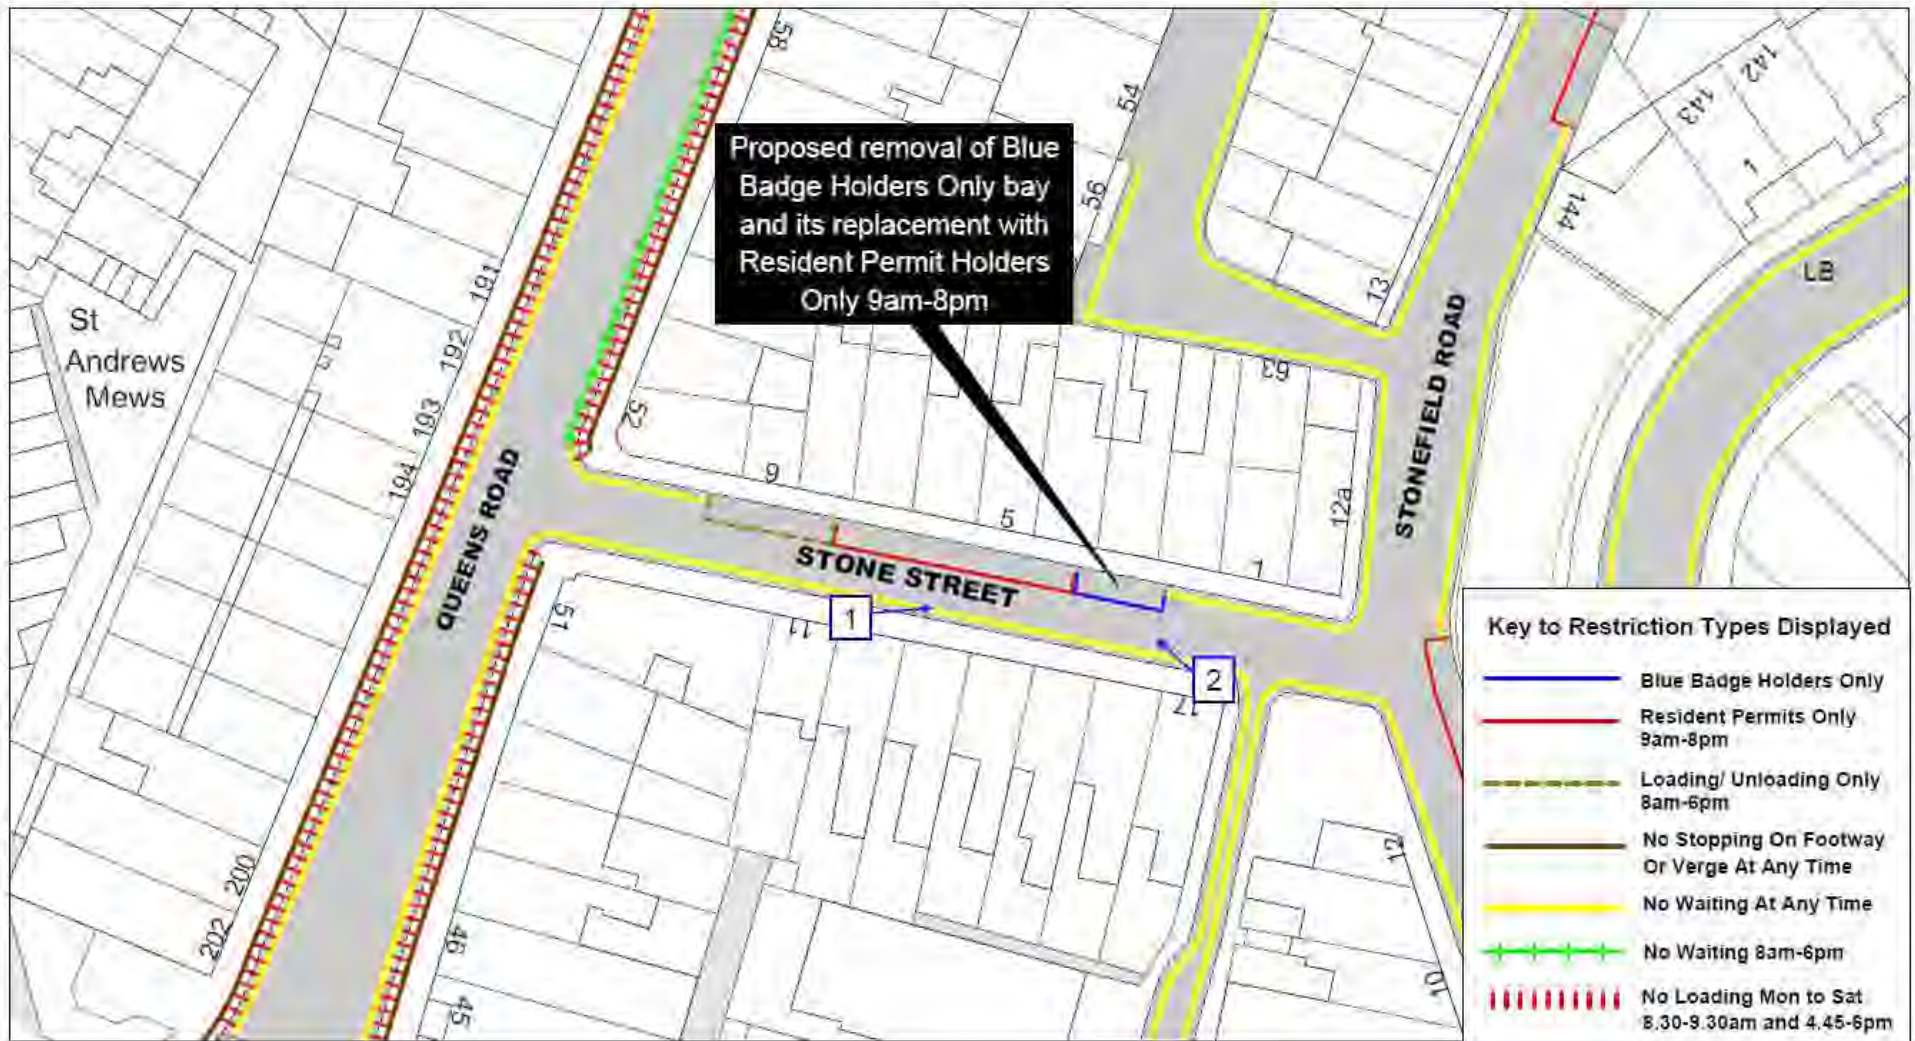 58
54
142
143
1
Proposed removal of Blue
Badge Holders Only bay
and its replacement with
Resident Permit Holders
Only 9am-8pm
56
144
LB
191
13
St
Andrews
Mews
192
63
STONEFIELD ROAD
193
52
194
9
QUEENS ROAD
5
12a
1
STONE STREET
51
1
11
2
17
12
200
202
46
45
10
Key to Restriction Types Displayed
Blue Badge Holders Only
Resident Permits Only
9am-8pm
Loading/ Unloading Only
8am-6pm
No Stopping On Footway
Or Verge At Any Time
No Waiting At Any Time
No Waiting 8am-6pm
No Loading Mon to Sat
8.30-9.30am and 4.45-6pm